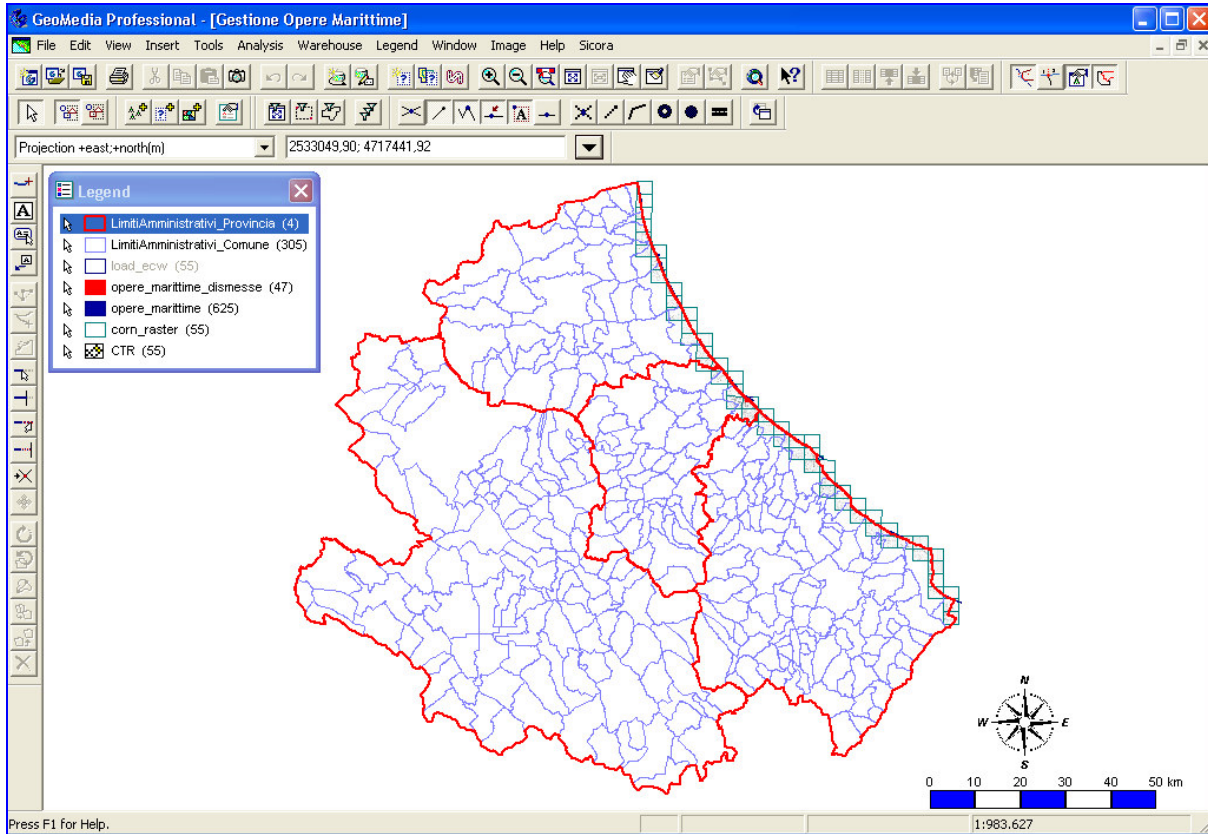 GeoMedia Professional - [Gestione Opere Marittime]
File Edit View Insert Tools Analysis Warehouse Legend Window Image Help Sicora
Projection +east;+north(m) 2533049,90; 4717441,92
Legend
LimitiAmministrativi_Provincia (4)
LimitiAmministrativi_Comune (305)
load_ecw (55)
opere_marittime_dismesse (47)
opere_marittime (625)
corn_raster (55)
CTR (55)
N
W E
S
0 10 20 30 40 50 km
Press F1 for Help. 1:983.627